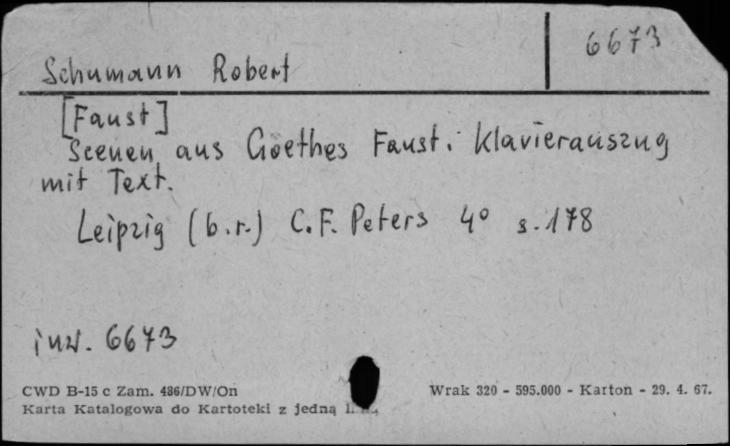 Schumann Robert
6673
[Faust]
Scenen aus Goethes Faust. Klavierauszug
mit Text.
Leipzig (b.r.) C.F. Peters 4° s. 178
inw. 6673
CWD B-15 c Zam. 486/DW/On
Wrak 320 - 595.000 - Karton - 29. 4. 67.
Karta Katalogowa do Kartoteki z jedną